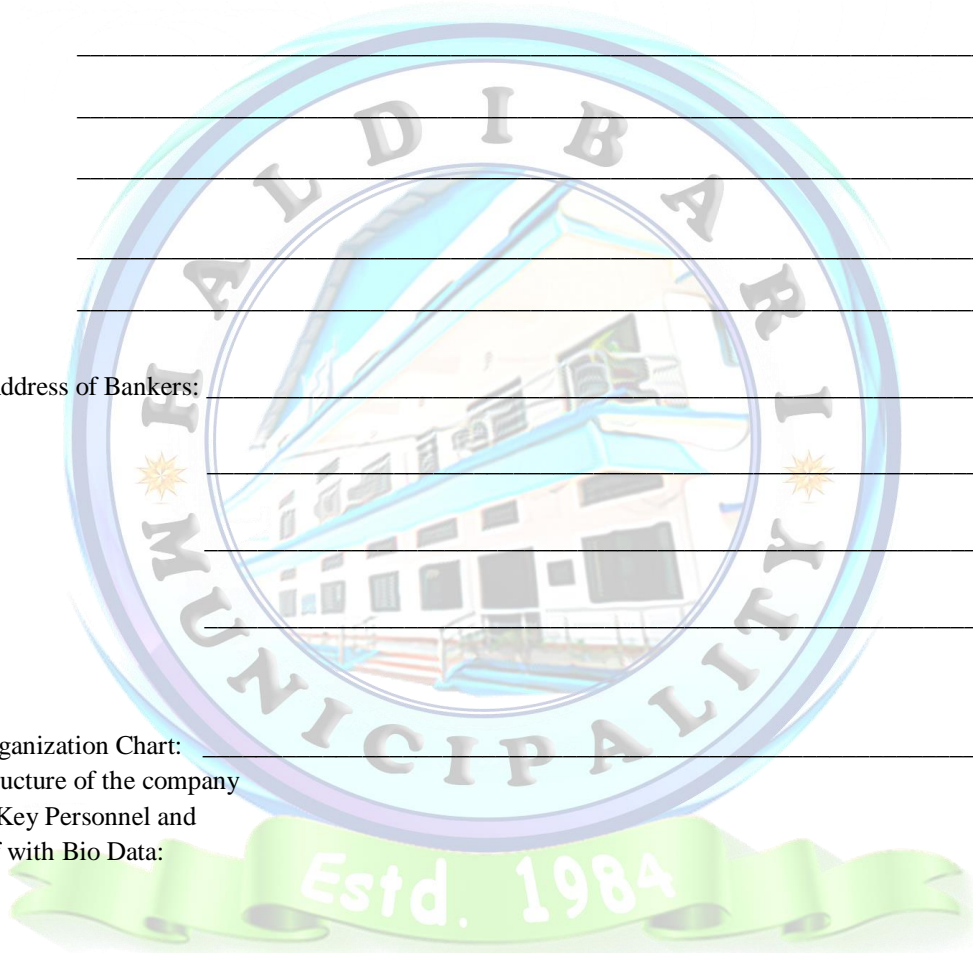 HALDIBARI
ddress of Bankers:
ganization Chart:
ucture of the company
Key Personnel and
with Bio Data:
MUNICIPALITY
Estd. 1984